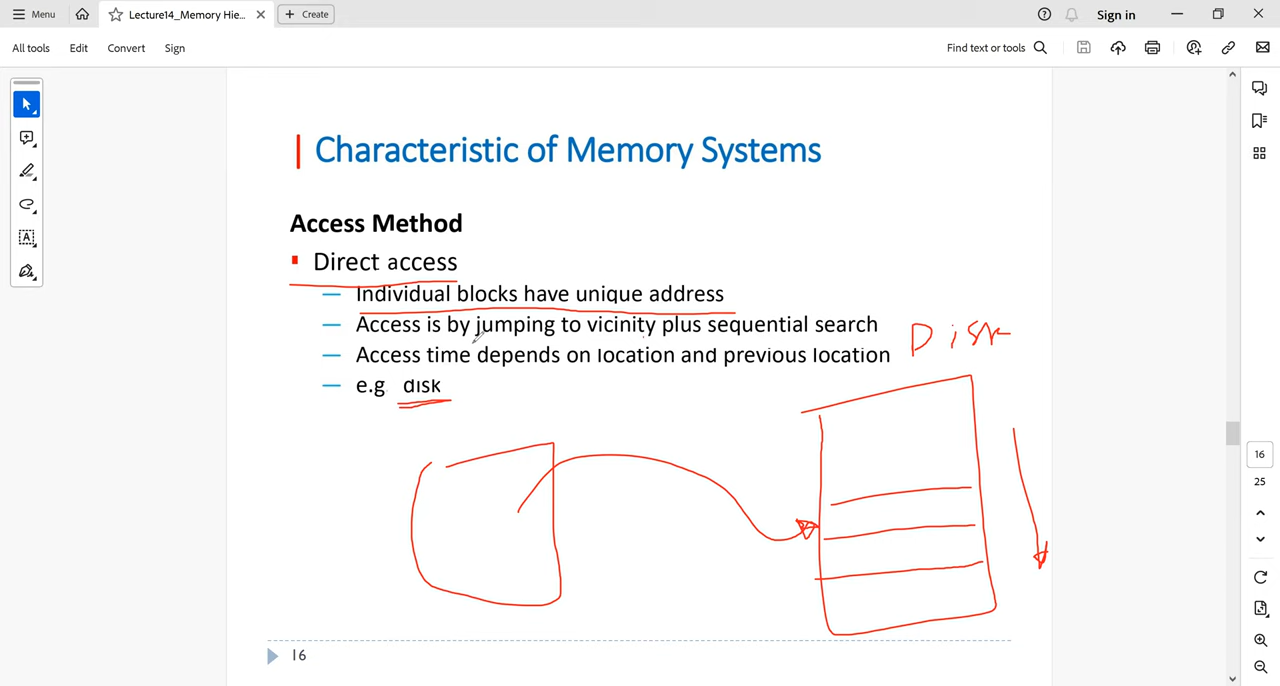 Menu Lecture14_Memory Hie... Create Sign in
All tools Edit Convert Sign Find text or tools
Characteristic of Memory Systems
Access Method
Direct access
Individual blocks have unique address
Access is by jumping to vicinity plus sequential search
Access time depends on location and previous location
e.g. disk
Disk
16
25
16